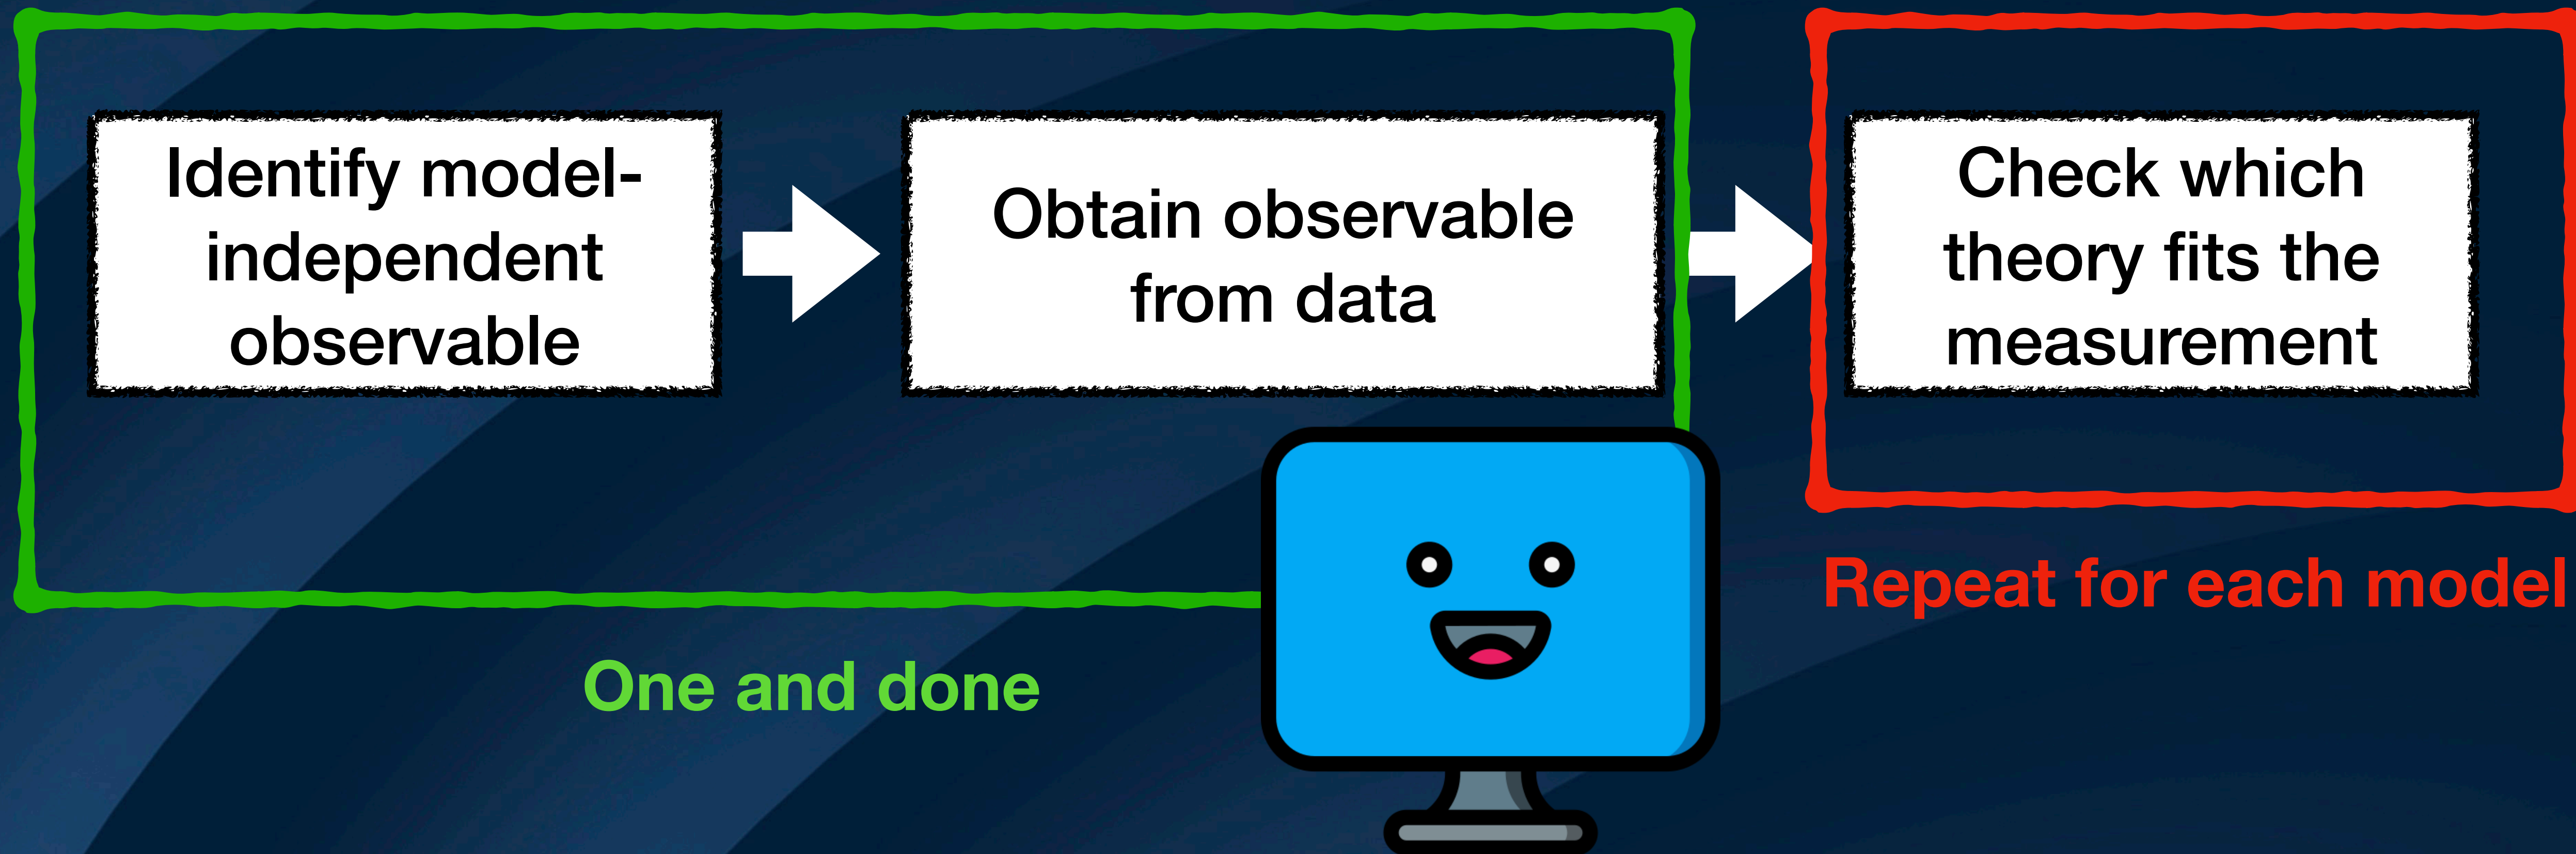 Identify model-
independent
observable
Obtain observable
from data
Check which
theory fits the
measurement
Repeat for each model
One and done